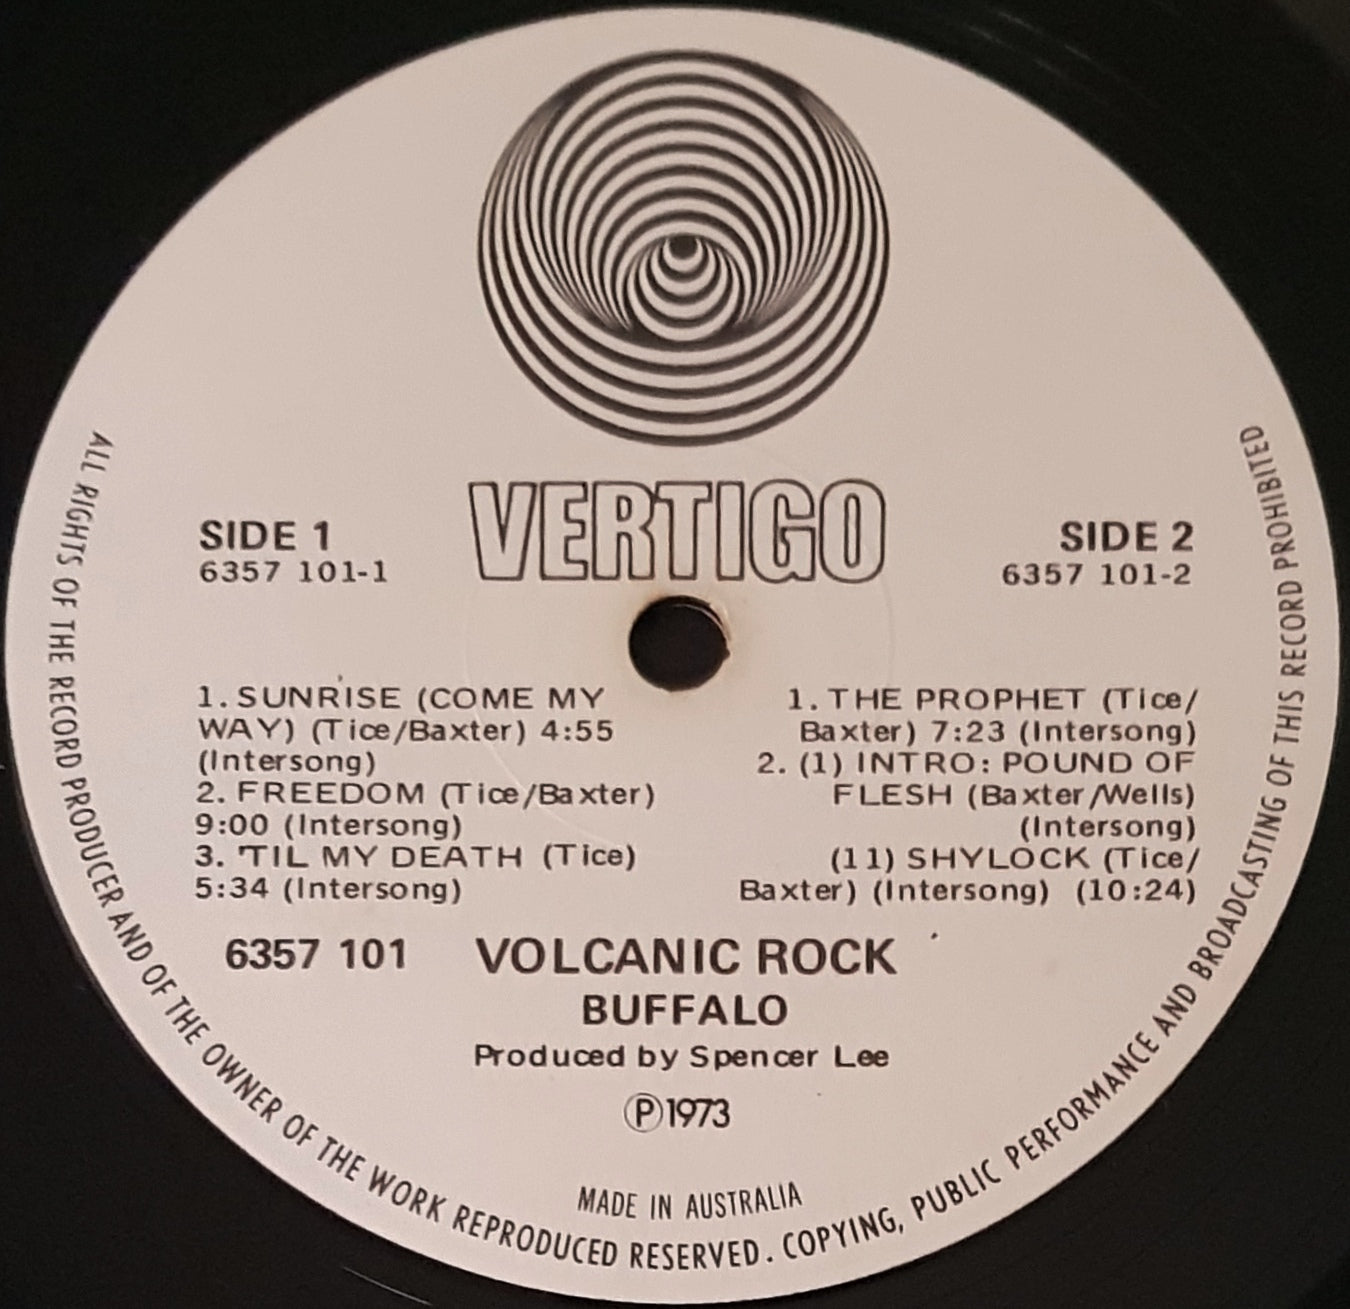 VERTIGO
SIDE 1
6357 101-1
SIDE 2
6357 101-2
1. SUNRISE (COME MY
WAY) (Tice/Baxter) 4:55
(Intersong)
2. FREEDOM (Tice/Baxter)
9:00 (Intersong)
3. 'TIL MY DEATH (Tice)
5:34 (Intersong)
1. THE PROPHET (Tice/
Baxter) 7:23 (Intersong)
2. (1) INTRO: POUND OF
FLESH (Baxter/Wells)
(Intersong)
(11) SHYLOCK (Tice/
Baxter) (Intersong) (10:24)
6357 101 VOLCANIC ROCK
BUFFALO
Produced by Spencer Lee
Ⓟ1973
MADE IN AUSTRALIA
ALL RIGHTS OF THE RECORD PRODUCER AND OF THE OWNER OF THE WORK REPRODUCED RESERVED. COPYING, PUBLIC PERFORMANCE AND BROADCASTING OF THIS RECORD PROHIBITED